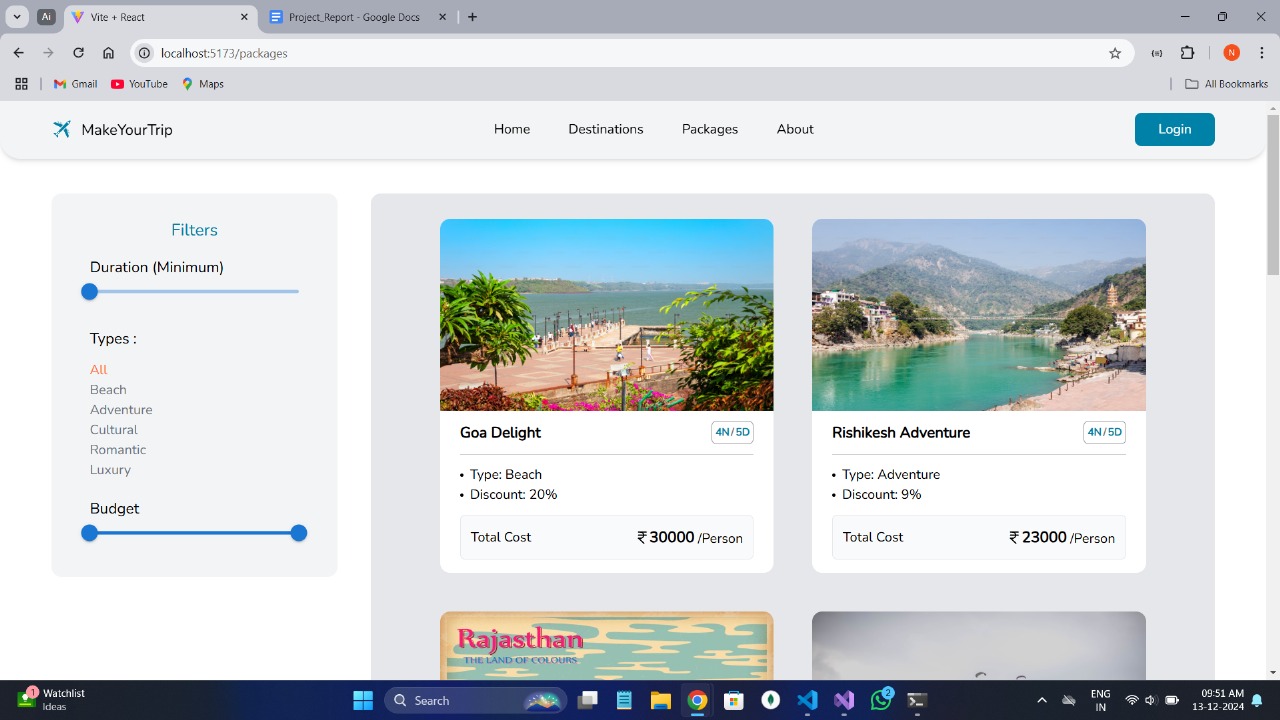 Ai
Vite + React
Project_Report - Google Docs
localhost:5173/packages
N
Gmail
YouTube
Maps
All Bookmarks
MakeYourTrip
Home
Destinations
Packages
About
Login
Filters
Duration (Minimum)
Types :
All
Beach
Adventure
Cultural
Romantic
Luxury
Budget
Goa Delight
4N/5D
• Type: Beach
• Discount: 20%
Total Cost
₹ 30000 /Person
Rishikesh Adventure
4N/5D
• Type: Adventure
• Discount: 9%
Total Cost
₹ 23000 /Person
Rajasthan
THE LAND OF COLOURS
1
Watchlist
Ideas
Search
2
ENG
IN
09:51 AM
13-12-2024